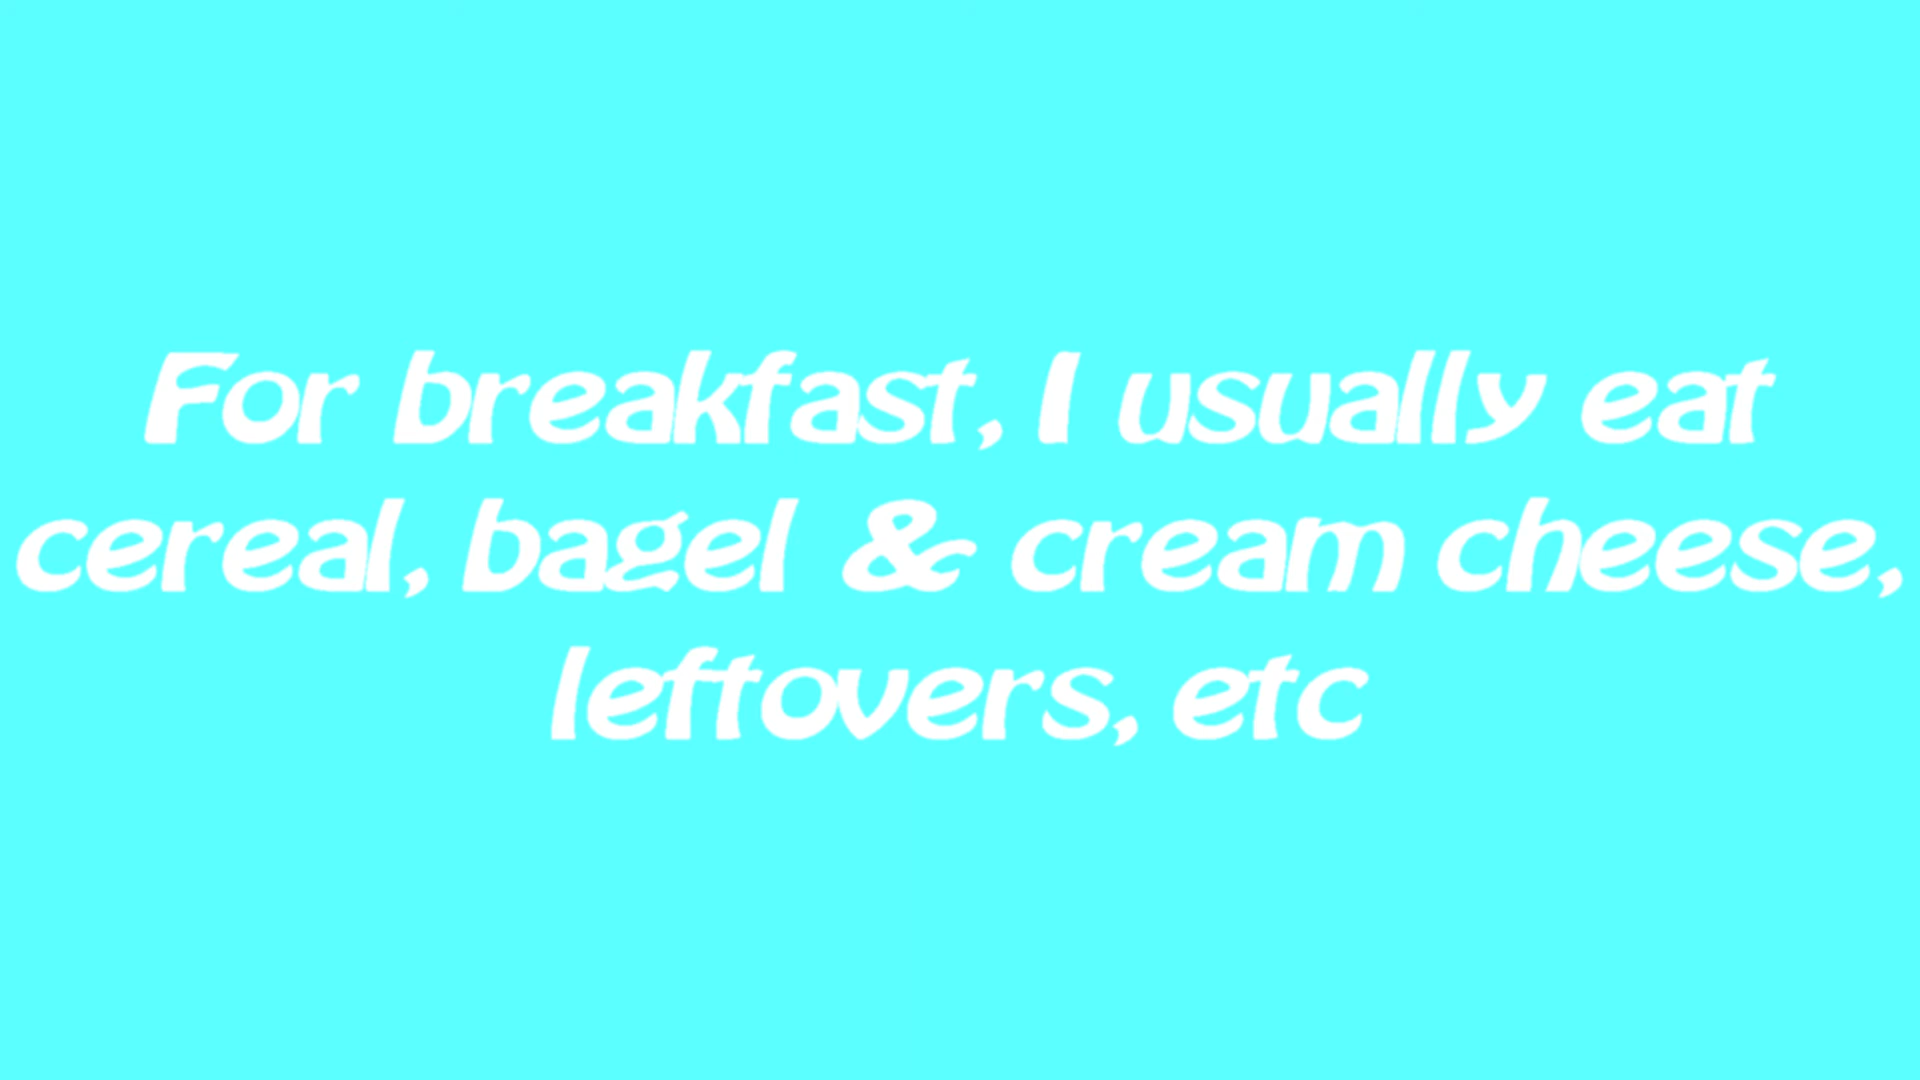 For breakfast, I usually eat
cereal, bagel & cream cheese,
leftovers, etc